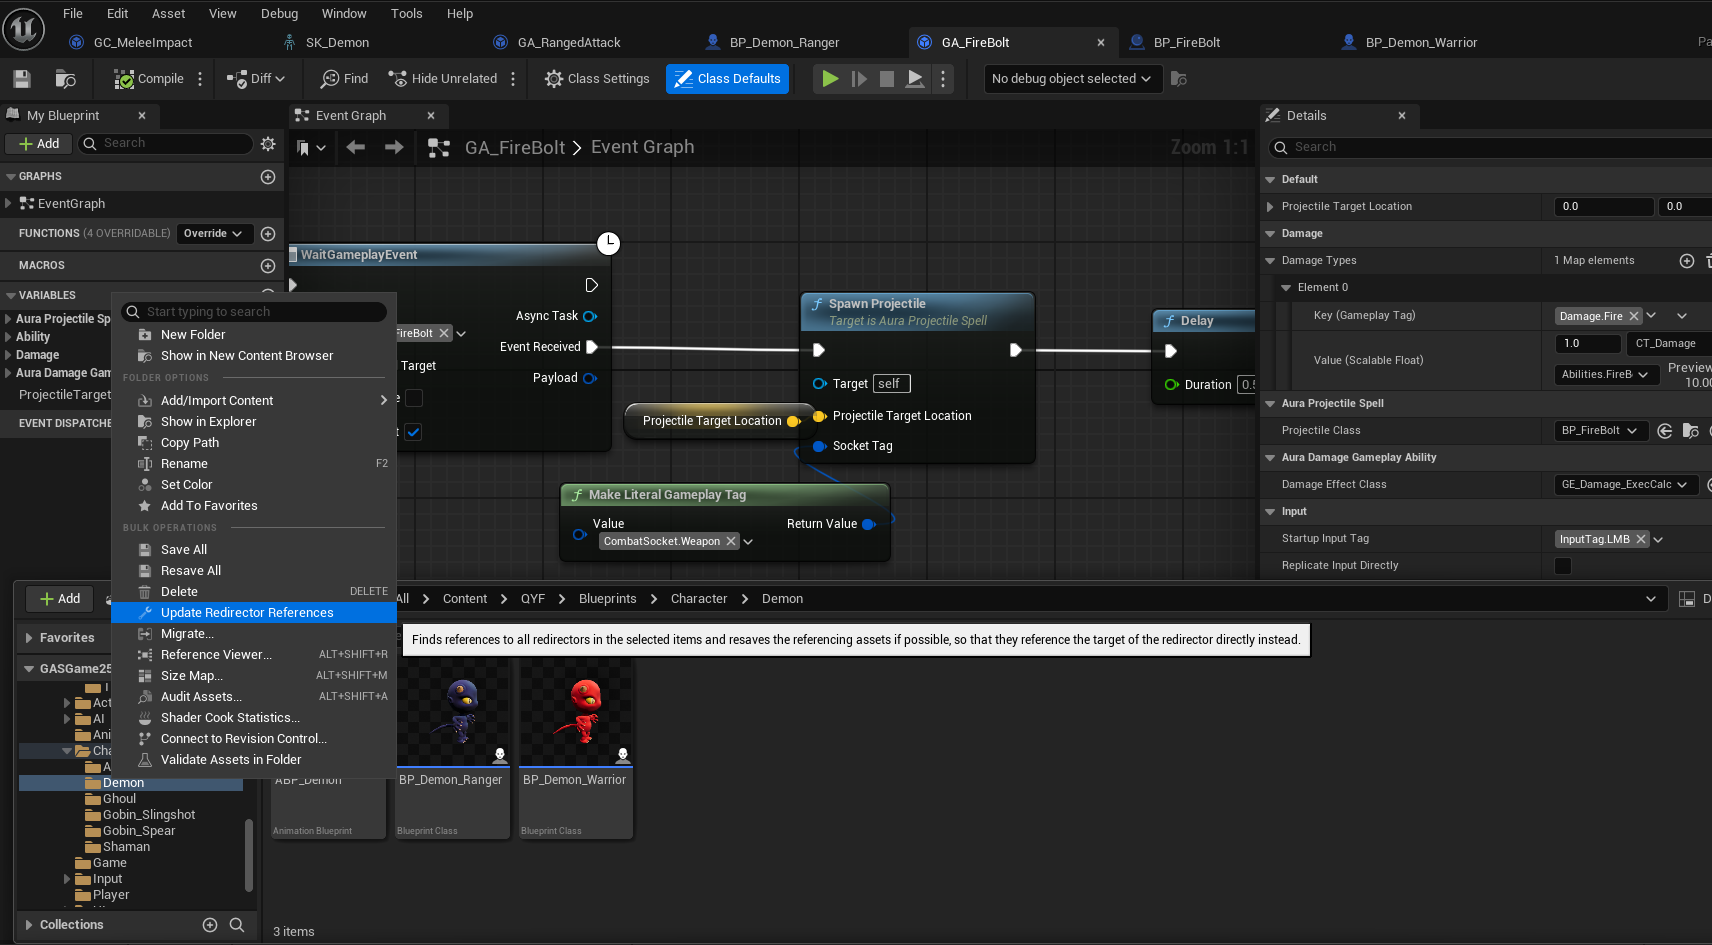 File Edit Asset View Debug Window Tools Help
GC_MeleeImpact SK_Demon GA_RangedAttack BP_Demon_Ranger GA_FireBolt BP_FireBolt BP_Demon_Warrior Pa
Compile Diff Find Hide Unrelated Class Settings Class Defaults No debug object selected
My Blueprint
Add Search
GRAPHS
EventGraph
FUNCTIONS (4 OVERRIDABLE) Override
MACROS
VARIABLES
Aura Projectile Sp
Ability
Damage
Aura Damage Gam
ProjectileTarget
EVENT DISPATCHE
Event Graph
GA_FireBolt > Event Graph Zoom 1:1
WaitGameplayEvent
Async Task
FireBolt
Event Received
Target
Payload
e
t
Projectile Target Location
Spawn Projectile
Target is Aura Projectile Spell
Target self
Projectile Target Location
Socket Tag
Delay
Duration 0.5
Make Literal Gameplay Tag
Value Return Value
CombatSocket.Weapon
Details
Search
Default
Projectile Target Location 0.0 0.0
Damage
Damage Types 1 Map elements
Element 0
Key (Gameplay Tag) Damage.Fire
Value (Scalable Float) 1.0 CT_Damage
Abilities.FireB Preview
10.00
Aura Projectile Spell
Projectile Class BP_FireBolt
Aura Damage Gameplay Ability
Damage Effect Class GE_Damage_ExecCalc
Input
Startup Input Tag InputTag.LMB
Replicate Input Directly
Start typing to search
New Folder
Show in New Content Browser
FOLDER OPTIONS
Add/Import Content
Show in Explorer
Copy Path
Rename F2
Set Color
Add To Favorites
BULK OPERATIONS
Save All
Resave All
Delete DELETE
Update Redirector References
Migrate...
Reference Viewer... ALT+SHIFT+R
Size Map... ALT+SHIFT+M
Audit Assets... ALT+SHIFT+A
Shader Cook Statistics...
Connect to Revision Control...
Validate Assets in Folder
Finds references to all redirectors in the selected items and resaves the referencing assets if possible, so that they reference the target of the redirector directly instead.
Add All > Content > QYF > Blueprints > Character > Demon D
Favorites
GASGame25
Act
AI
Ani
Cha
A
Demon
Ghoul
Gobin_Slingshot
Gobin_Spear
Shaman
Game
Input
Player
Collections
ABP_Demon
Animation Blueprint
BP_Demon_Ranger
Blueprint Class
BP_Demon_Warrior
Blueprint Class
3 items